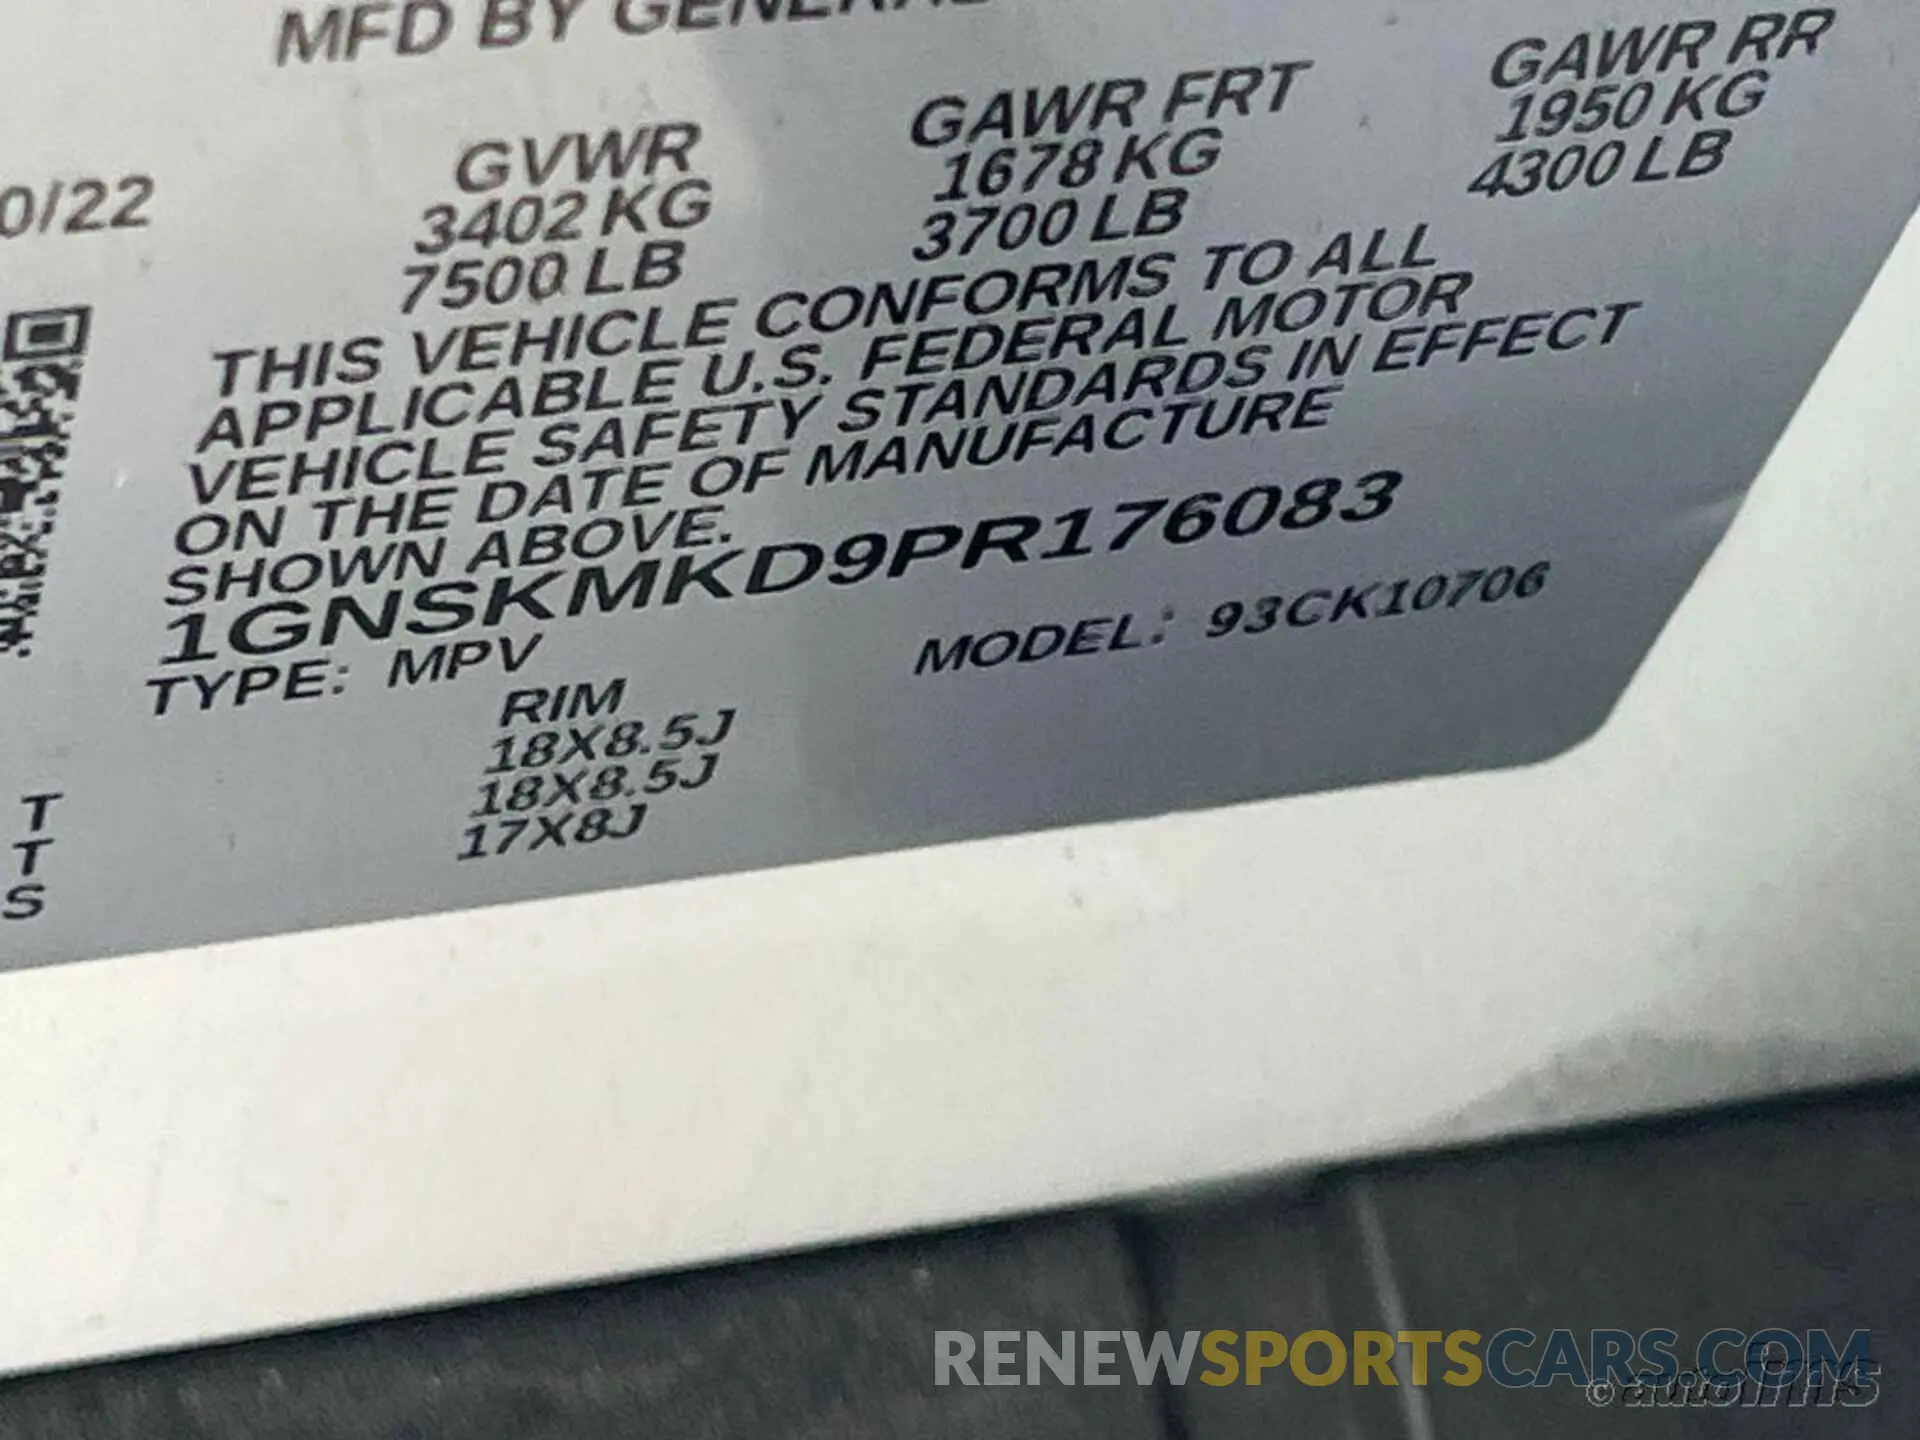 MFD BY GENERAL
0/22
GVWR
3402 KG
7500 LB
GAWR FRT
1678 KG
3700 LB
GAWR RR
1950 KG
4300 LB
THIS VEHICLE CONFORMS TO ALL
APPLICABLE U.S. FEDERAL MOTOR
VEHICLE SAFETY STANDARDS IN EFFECT
ON THE DATE OF MANUFACTURE
SHOWN ABOVE.
1GNSKMKD9PR176083
TYPE: MPV
MODEL: 93CK10706
RIM
18X8.5J
18X8.5J
17X8J
T
T
S
RENEWSPORTSCARS.COM
© autoIMS